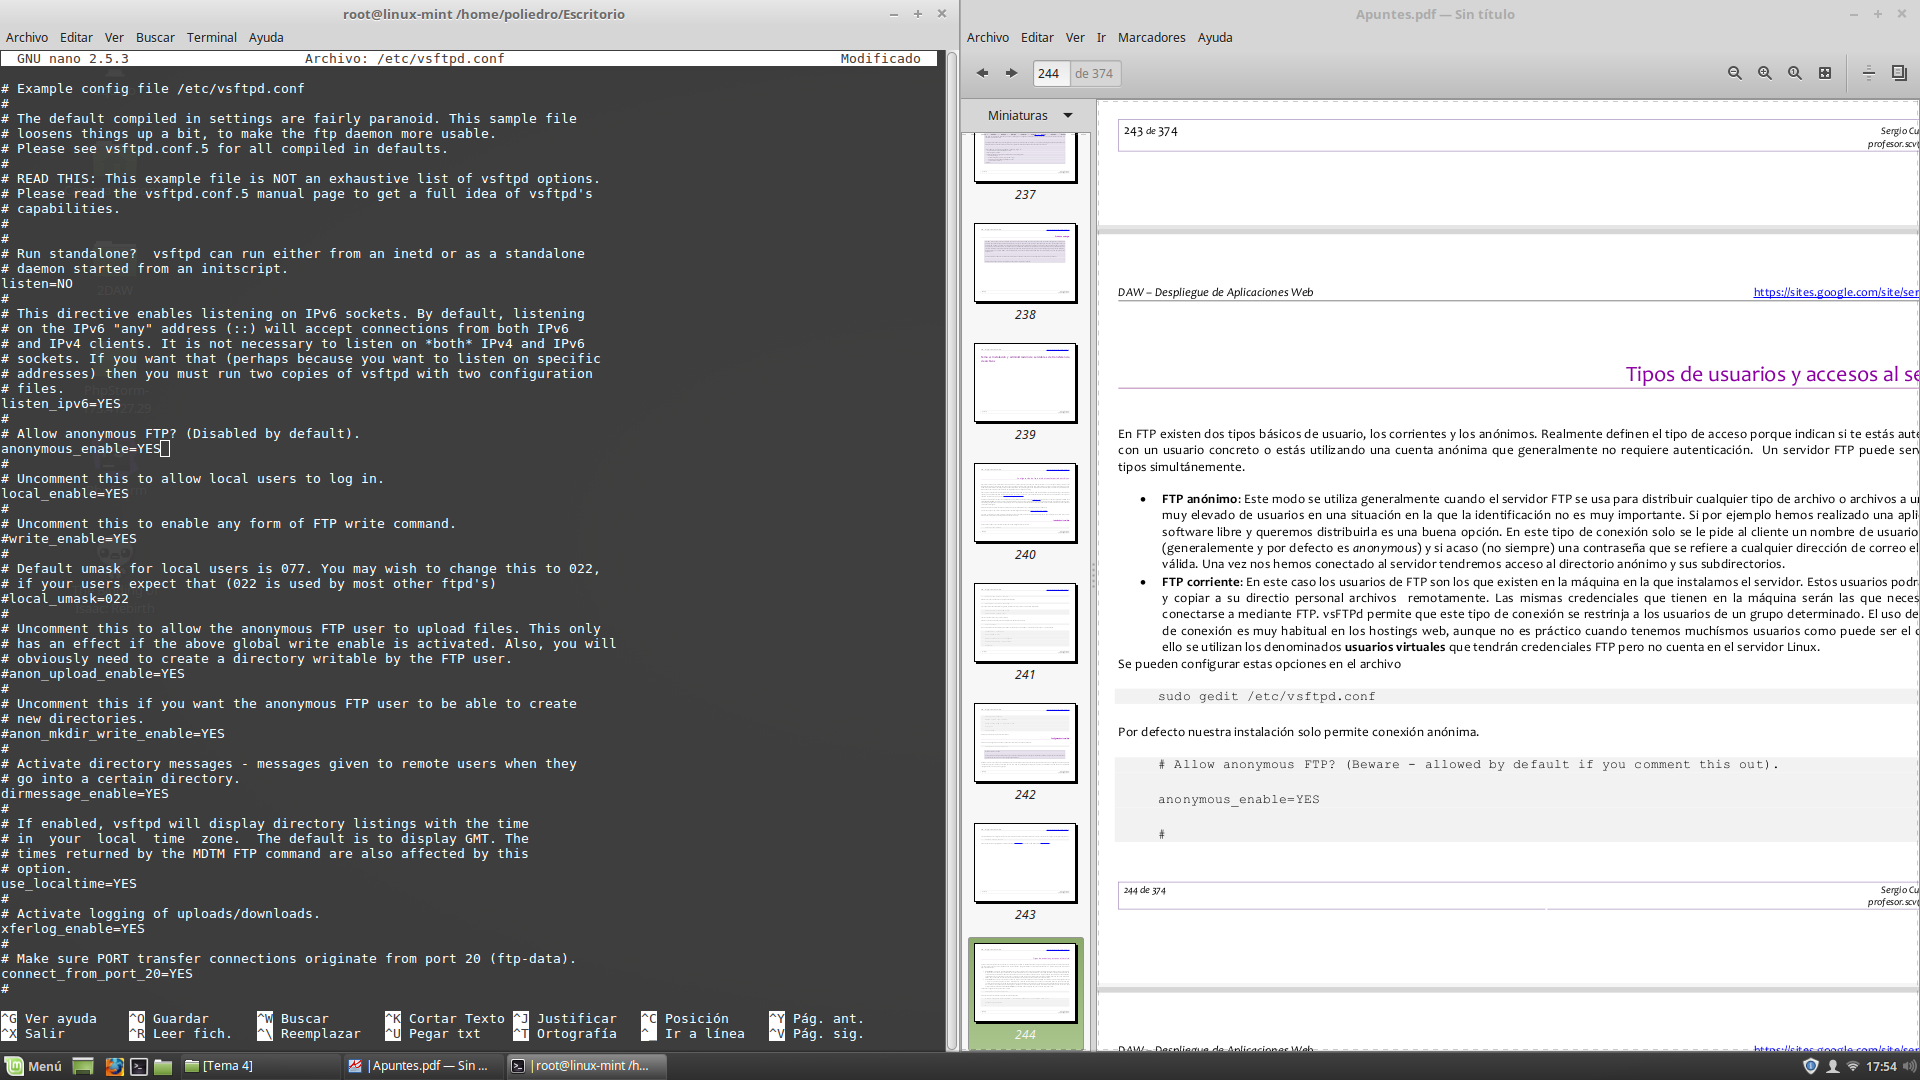 root@linux-mint /home/poliedro/Escritorio
Archivo Editar Ver Buscar Terminal Ayuda
GNU nano 2.5.3 Archivo: /etc/vsftpd.conf Modificado
# Example config file /etc/vsftpd.conf
#
# The default compiled in settings are fairly paranoid. This sample file
# loosens things up a bit, to make the ftp daemon more usable.
# Please see vsftpd.conf.5 for all compiled in defaults.
#
# READ THIS: This example file is NOT an exhaustive list of vsftpd options.
# Please read the vsftpd.conf.5 manual page to get a full idea of vsftpd's
# capabilities.
#
#
# Run standalone?  vsftpd can run either from an inetd or as a standalone
# daemon started from an initscript.
listen=NO
#
# This directive enables listening on IPv6 sockets. By default, listening
# on the IPv6 "any" address (::) will accept connections from both IPv6
# and IPv4 clients. It is not necessary to listen on *both* IPv4 and IPv6
# sockets. If you want that (perhaps because you want to listen on specific
# addresses) then you must run two copies of vsftpd with two configuration
# files.
listen_ipv6=YES
#
# Allow anonymous FTP? (Disabled by default).
anonymous_enable=YES
#
# Uncomment this to allow local users to log in.
local_enable=YES
#
# Uncomment this to enable any form of FTP write command.
#write_enable=YES
#
# Default umask for local users is 077. You may wish to change this to 022,
# if your users expect that (022 is used by most other ftpd's)
#local_umask=022
#
# Uncomment this to allow the anonymous FTP user to upload files. This only
# has an effect if the above global write enable is activated. Also, you will
# obviously need to create a directory writable by the FTP user.
#anon_upload_enable=YES
#
# Uncomment this if you want the anonymous FTP user to be able to create
# new directories.
#anon_mkdir_write_enable=YES
#
# Activate directory messages - messages given to remote users when they
# go into a certain directory.
dirmessage_enable=YES
#
# If enabled, vsftpd will display directory listings with the time
# in  your  local  time  zone.  The default is to display GMT. The
# times returned by the MDTM FTP command are also affected by this
# option.
use_localtime=YES
#
# Activate logging of uploads/downloads.
xferlog_enable=YES
#
# Make sure PORT transfer connections originate from port 20 (ftp-data).
connect_from_port_20=YES
#
^G Ver ayuda ^O Guardar ^W Buscar ^K Cortar Texto ^J Justificar ^C Posición ^Y Pág. ant.
^X Salir ^R Leer fich. ^\ Reemplazar ^U Pegar txt ^T Ortografía ^_ Ir a línea ^V Pág. sig.
Apuntes.pdf — Sin título
Archivo Editar Ver Ir Marcadores Ayuda
244 de 374
Miniaturas
237
238
239
240
241
242
243
244
243 de 374 Sergio Cu
profesor.scv(
DAW – Despliegue de Aplicaciones Web https://sites.google.com/site/ser
Tipos de usuarios y accesos al se
En FTP existen dos tipos básicos de usuario, los corrientes y los anónimos. Realmente definen el tipo de acceso porque indican si te estás aute
con un usuario concreto o estás utilizando una cuenta anónima que generalmente no requiere autenticación.  Un servidor FTP puede serv
tipos simultánemente.
• FTP anónimo: Este modo se utiliza generalmente cuando el servidor FTP se usa para distribuir cualquier tipo de archivo o archivos a un
muy elevado de usuarios en una situación en la que la identificación no es muy importante. Si por ejemplo hemos realizado una apli
software libre y queremos distribuirla es una buena opción. En este tipo de conexión solo se le pide al cliente un nombre de usuario
(generalemente y por defecto es anonymous) y si acaso (no siempre) una contraseña que se refiere a cualquier dirección de correo el
válida. Una vez nos hemos conectado al servidor tendremos acceso al directorio anónimo y sus subdirectorios.
• FTP corriente: En este caso los usuarios de FTP son los que existen en la máquina en la que instalamos el servidor. Estos usuarios podr
y copiar a su directio personal archivos  remotamente. Las mismas credenciales que tienen en la máquina serán las que neces
conectarse a mediante FTP. vsFTPd permite que este tipo de conexión se restrinja a los usuarios de un grupo determinado. El uso de
de conexión es muy habitual en los hostings web, aunque no es práctico cuando tenemos muchísmos usuarios como puede ser el c
ello se utilizan los denominados usuarios virtuales que tendrán credenciales FTP pero no cuenta en el servidor Linux.
Se pueden configurar estas opciones en el archivo
sudo gedit /etc/vsftpd.conf
Por defecto nuestra instalación solo permite conexión anónima.
# Allow anonymous FTP? (Beware - allowed by default if you comment this out).
anonymous_enable=YES
#
244 de 374 Sergio Cu
profesor.scv(
DAW – Despliegue de Aplicaciones Web https://sites.google.com/site/ser
Menú [Tema 4] Apuntes.pdf — Sin ... root@linux-mint /h... 17:54